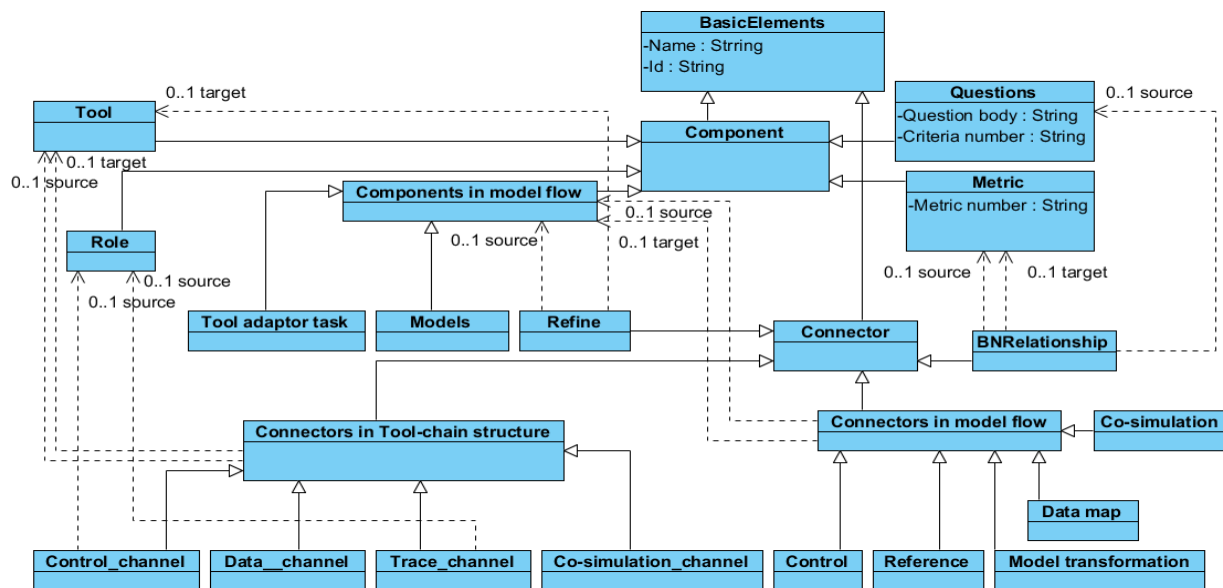 BasicElements
-Name : Strring
-Id : String
0..1 target
Tool
Component
Questions
-Question body : String
-Criteria number : String
0..1 source
0..1 target
0..1 source
Components in model flow
Metric
-Metric number : String
0..1 source
0..1 source
0..1 target
Role
0..1 source
0..1 source
0..1 source
0..1 target
Tool adaptor task
Models
Refine
Connector
BNRelationship
Connectors in Tool-chain structure
Connectors in model flow
Co-simulation
Data map
Control_channel
Data__channel
Trace_channel
Co-simulation_channel
Control
Reference
Model transformation